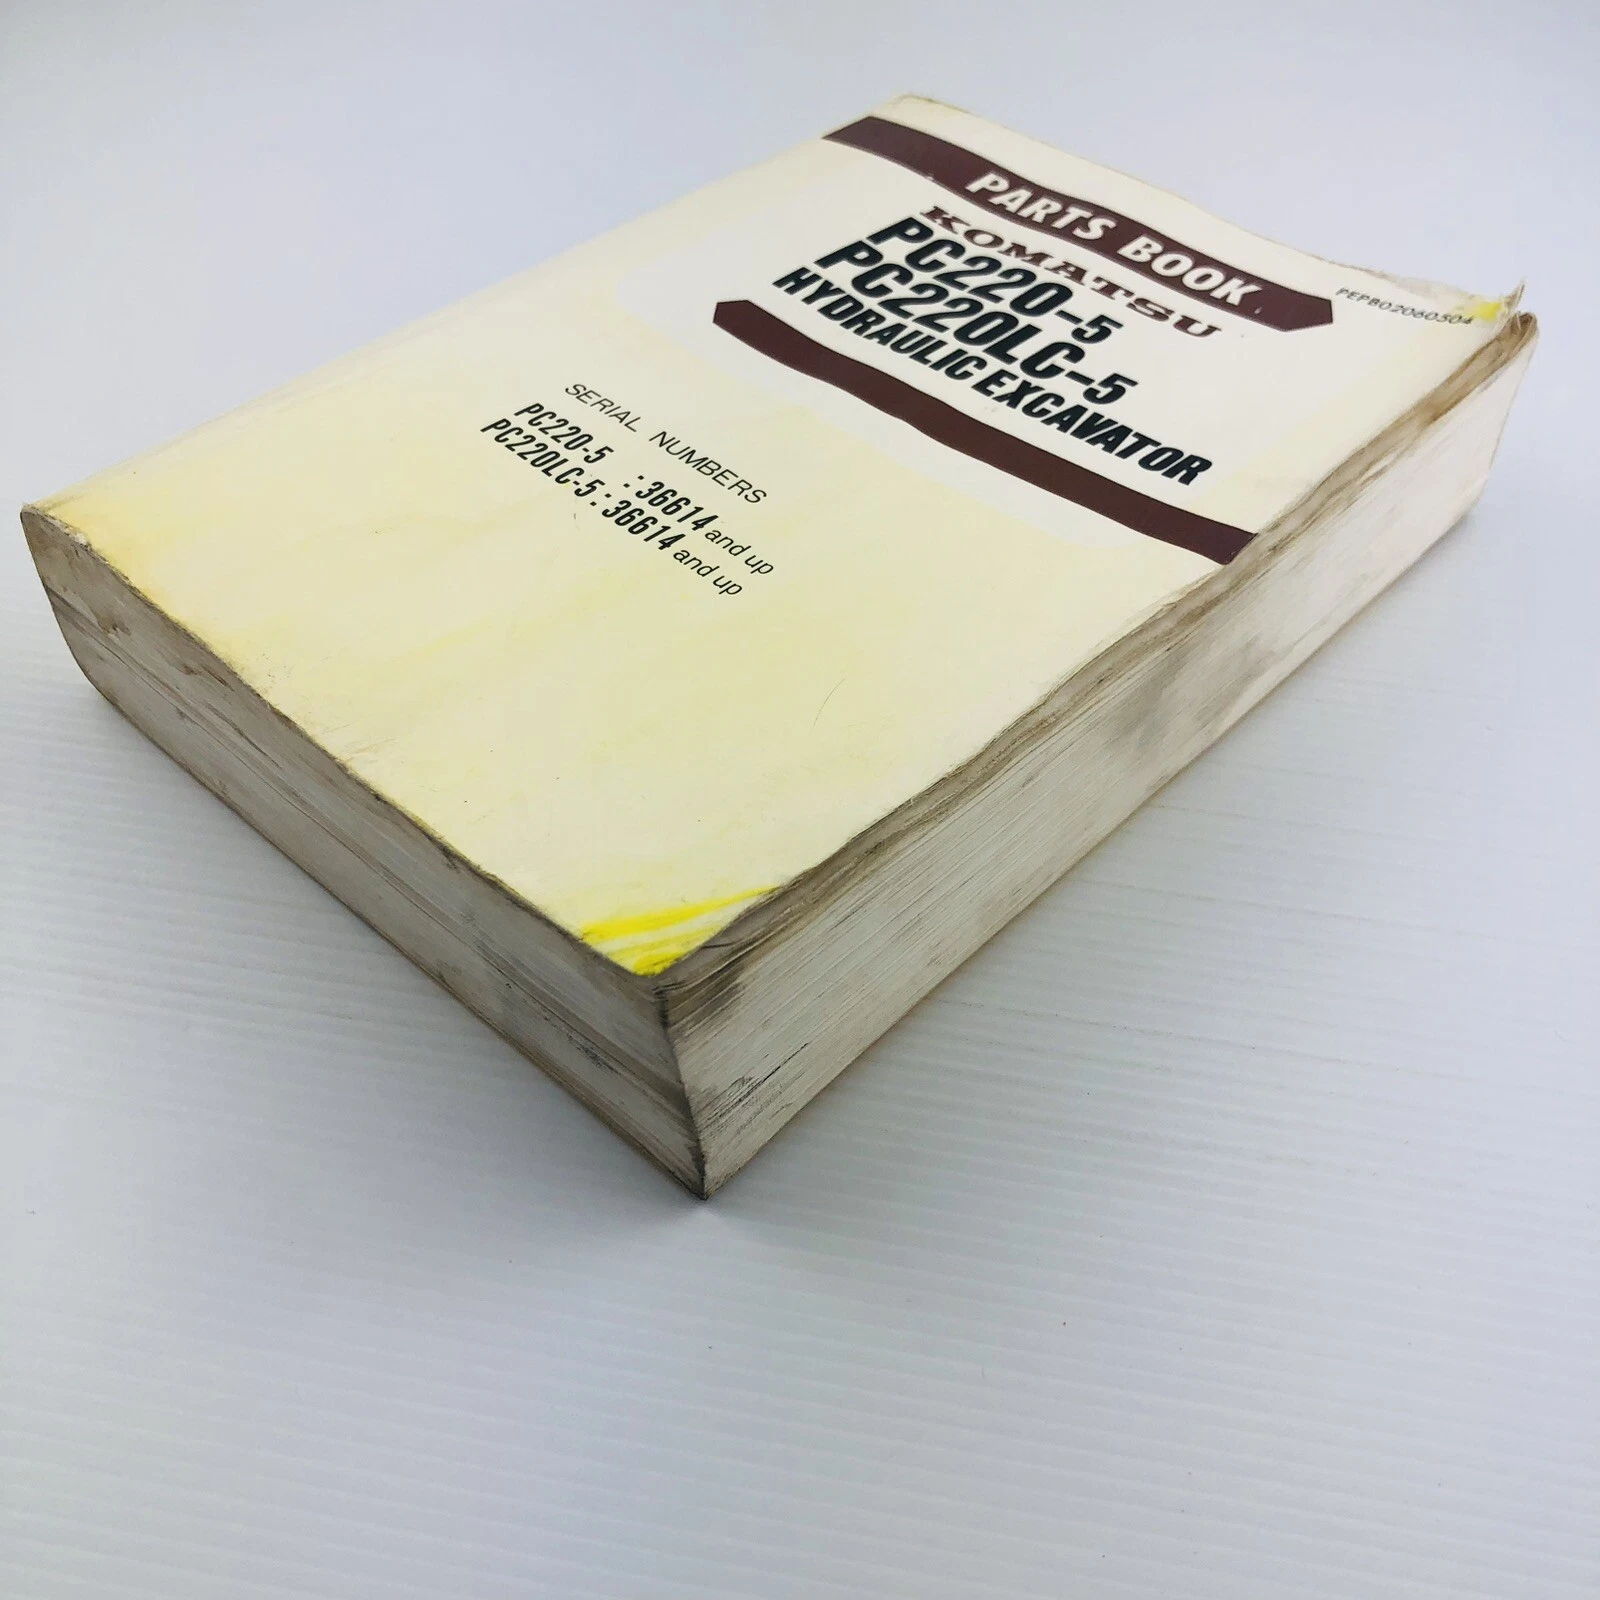 PEPB02060504
PARTS BOOK
KOMATSU
PC220-5
PC220LC-5
HYDRAULIC EXCAVATOR
SERIAL NUMBERS
PC220-5 : 36614 and up
PC220LC-5 : 36614 and up